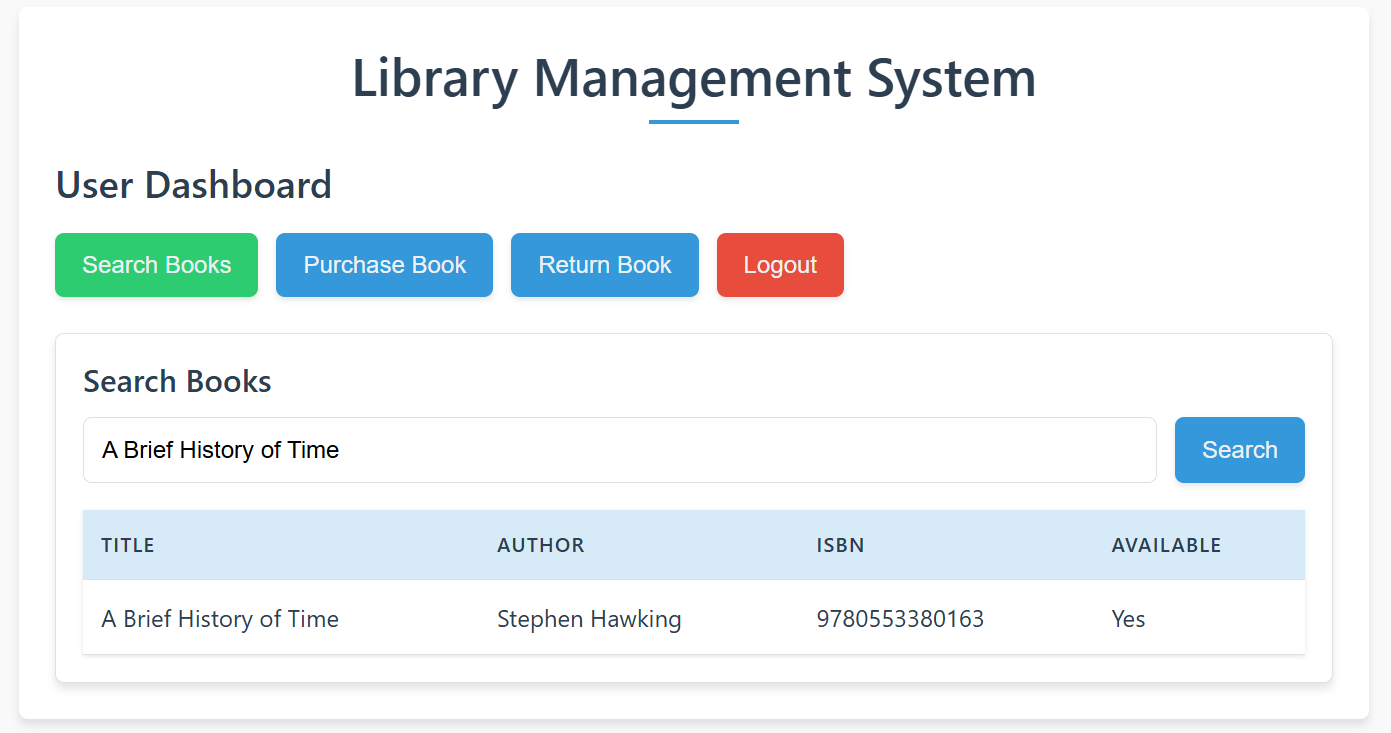 Library Management System
User Dashboard
Search Books Purchase Book Return Book Logout
Search Books
A Brief History of Time Search
TITLE AUTHOR ISBN AVAILABLE
A Brief History of Time Stephen Hawking 9780553380163 Yes